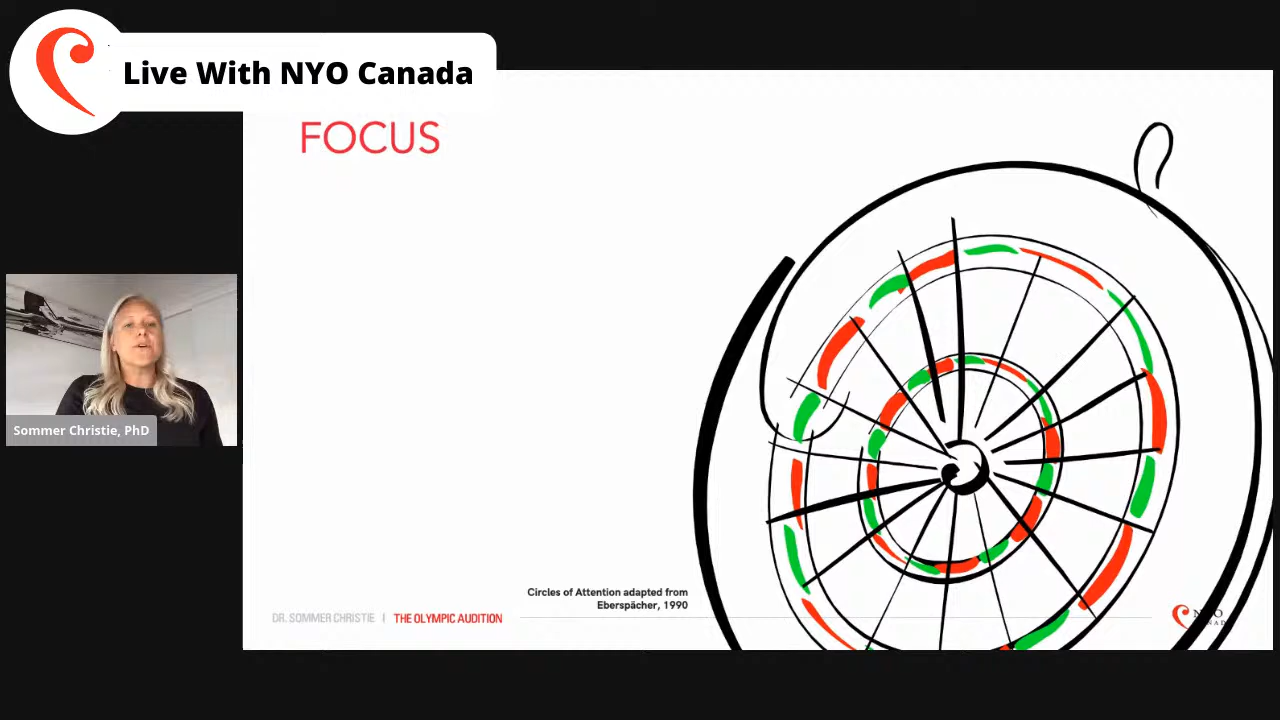 Live With NYO Canada
FOCUS
Sommer Christie, PhD
Circles of Attention adapted from
Eberspächer, 1990
DR. SOMMER CHRISTIE | THE OLYMPIC AUDITION